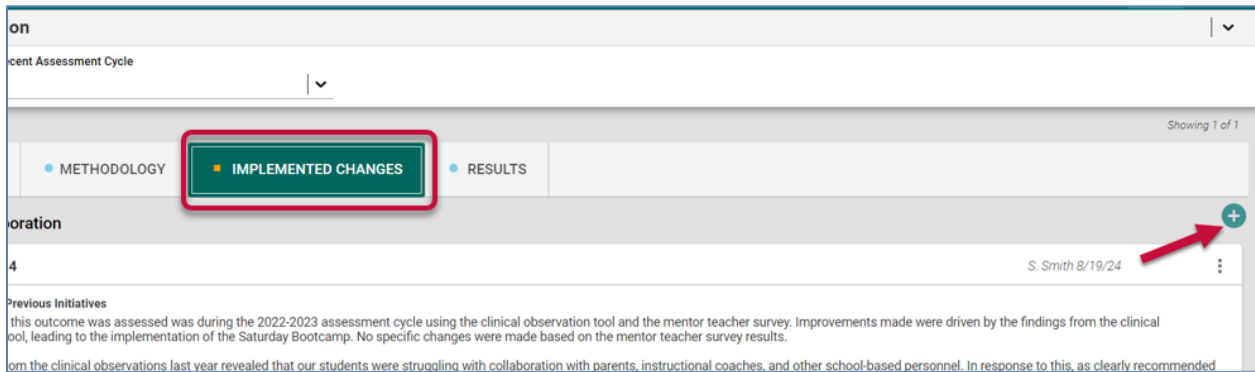 on
cent Assessment Cycle
Showing 1 of 1
METHODOLOGY
IMPLEMENTED CHANGES
RESULTS
oration
4
S. Smith 8/19/24
Previous Initiatives
this outcome was assessed was during the 2022-2023 assessment cycle using the clinical observation tool and the mentor teacher survey. Improvements made were driven by the findings from the clinical
ool, leading to the implementation of the Saturday Bootcamp. No specific changes were made based on the mentor teacher survey results.
om the clinical observations last year revealed that our students were struggling with collaboration with parents, instructional coaches, and other school-based personnel. In response to this, as clearly recommended